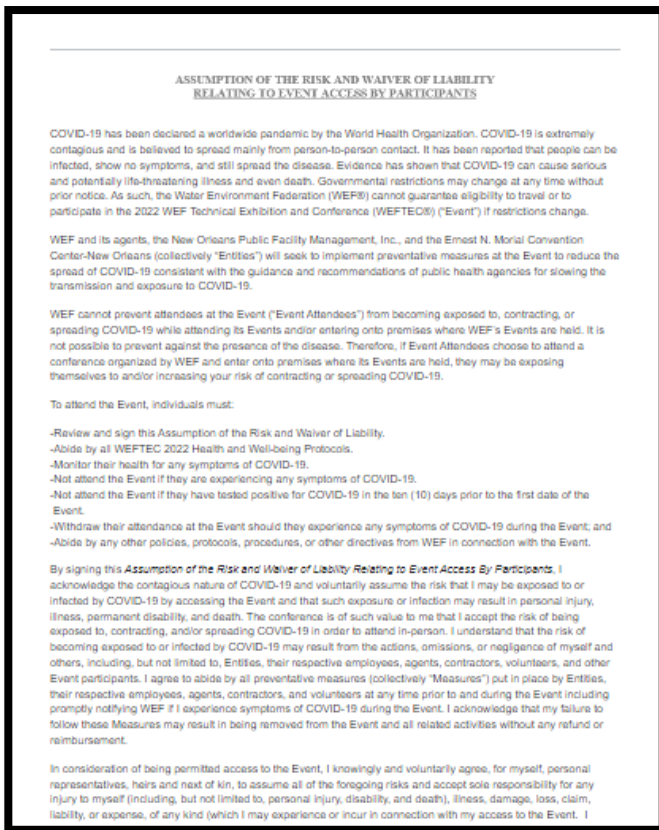 ASSUMPTION OF THE RISK AND WAIVER OF LIABILITY
RELATING TO EVENT ACCESS BY PARTICIPANTS
COVID-19 has been declared a worldwide pandemic by the World Health Organization. COVID-19 is extremely
contagious and is believed to spread mainly from person-to-person contact. It has been reported that people can be
infected, show no symptoms, and still spread the disease. Evidence has shown that COVID-19 can cause serious
and potentially life-threatening illness and even death. Governmental restrictions may change at any time without
prior notice. As such, the Water Environment Federation (WEF®) cannot guarantee eligibility to travel or to
participate in the 2022 WEF Technical Exhibition and Conference (WEFTEC®) ("Event") if restrictions change.
WEF and its agents, the New Orleans Public Facility Management, Inc., and the Ernest N. Morial Convention
Center-New Orleans (collectively "Entities") will seek to implement preventative measures at the Event to reduce the
spread of COVID-19 consistent with the guidance and recommendations of public health agencies for slowing the
transmission and exposure to COVID-19.
WEF cannot prevent attendees at the Event ("Event Attendees") from becoming exposed to, contracting, or
spreading COVID-19 while attending its Events and/or entering onto premises where WEF's Events are held. It is
not possible to prevent against the presence of the disease. Therefore, if Event Attendees choose to attend a
conference organized by WEF and enter onto premises where its Events are held, they may be exposing
themselves to and/or increasing your risk of contracting or spreading COVID-19.
To attend the Event, individuals must:
-Review and sign this Assumption of the Risk and Waiver of Liability.
-Abide by all WEFTEC 2022 Health and Well-being Protocols.
-Monitor their health for any symptoms of COVID-19.
-Not attend the Event if they are experiencing any symptoms of COVID-19.
-Not attend the Event if they have tested positive for COVID-19 in the ten (10) days prior to the first date of the
Event.
-Withdraw their attendance at the Event should they experience any symptoms of COVID-19 during the Event; and
-Abide by any other policies, protocols, procedures, or other directives from WEF in connection with the Event.
By signing this Assumption of the Risk and Waiver of Liability Relating to Event Access By Participants, I
acknowledge the contagious nature of COVID-19 and voluntarily assume the risk that I may be exposed to or
infected by COVID-19 by accessing the Event and that such exposure or infection may result in personal injury,
illness, permanent disability, and death. The conference is of such value to me that I accept the risk of being
exposed to, contracting, and/or spreading COVID-19 in order to attend in-person. I understand that the risk of
becoming exposed to or infected by COVID-19 may result from the actions, omissions, or negligence of myself and
others, including, but not limited to, Entities, their respective employees, agents, contractors, volunteers, and other
Event participants. I agree to abide by all preventative measures (collectively "Measures") put in place by Entities,
their respective employees, agents, contractors, and volunteers at any time prior to and during the Event including
promptly notifying WEF if I experience symptoms of COVID-19 during the Event. I acknowledge that my failure to
follow these Measures may result in being removed from the Event and all related activities without any refund or
reimbursement.
In consideration of being permitted access to the Event, I knowingly and voluntarily agree, for myself, personal
representatives, heirs and next of kin, to assume all of the foregoing risks and accept sole responsibility for any
injury to myself (including, but not limited to, personal injury, disability, and death), illness, damage, loss, claim,
liability, or expense, of any kind (which I may experience or incur in connection with my access to the Event. I